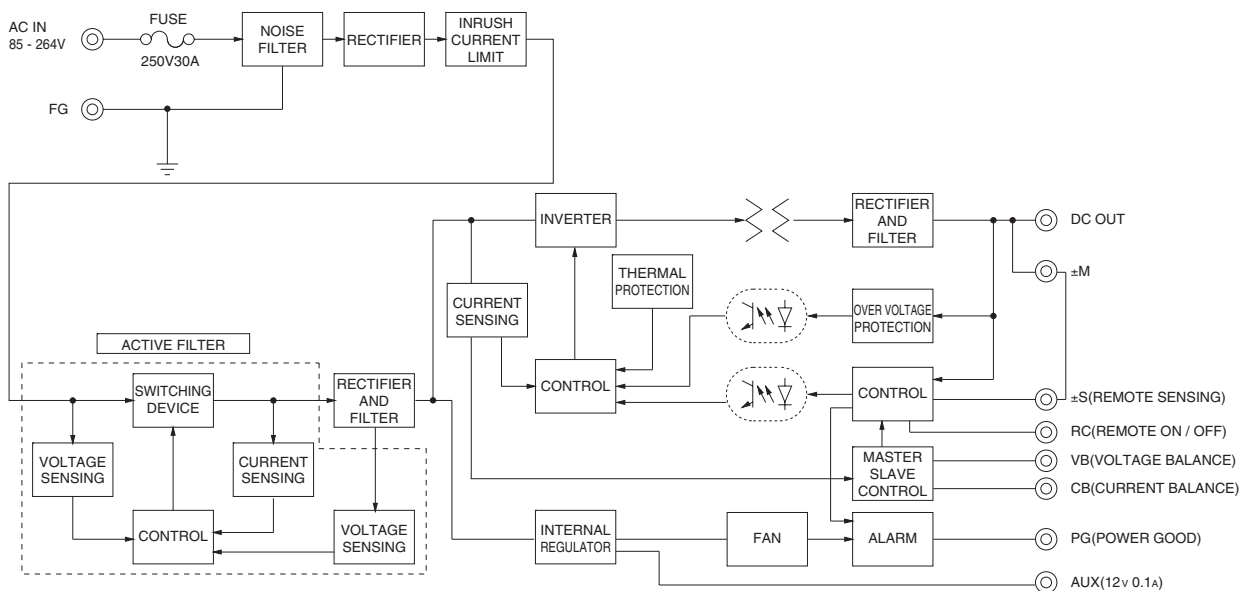 AC IN
85 - 264V
FUSE
250V30A
NOISE
FILTER
RECTIFIER
INRUSH
CURRENT
LIMIT
FG
INVERTER
RECTIFIER
AND
FILTER
DC OUT
±M
THERMAL
PROTECTION
CURRENT
SENSING
OVER VOLTAGE
PROTECTION
ACTIVE FILTER
SWITCHING
DEVICE
RECTIFIER
AND
FILTER
CONTROL
CONTROL
±S(REMOTE SENSING)
RC(REMOTE ON / OFF)
VOLTAGE
SENSING
CURRENT
SENSING
MASTER
SLAVE
CONTROL
VB(VOLTAGE BALANCE)
CB(CURRENT BALANCE)
CONTROL
VOLTAGE
SENSING
INTERNAL
REGULATOR
FAN
ALARM
PG(POWER GOOD)
AUX(12V 0.1A)